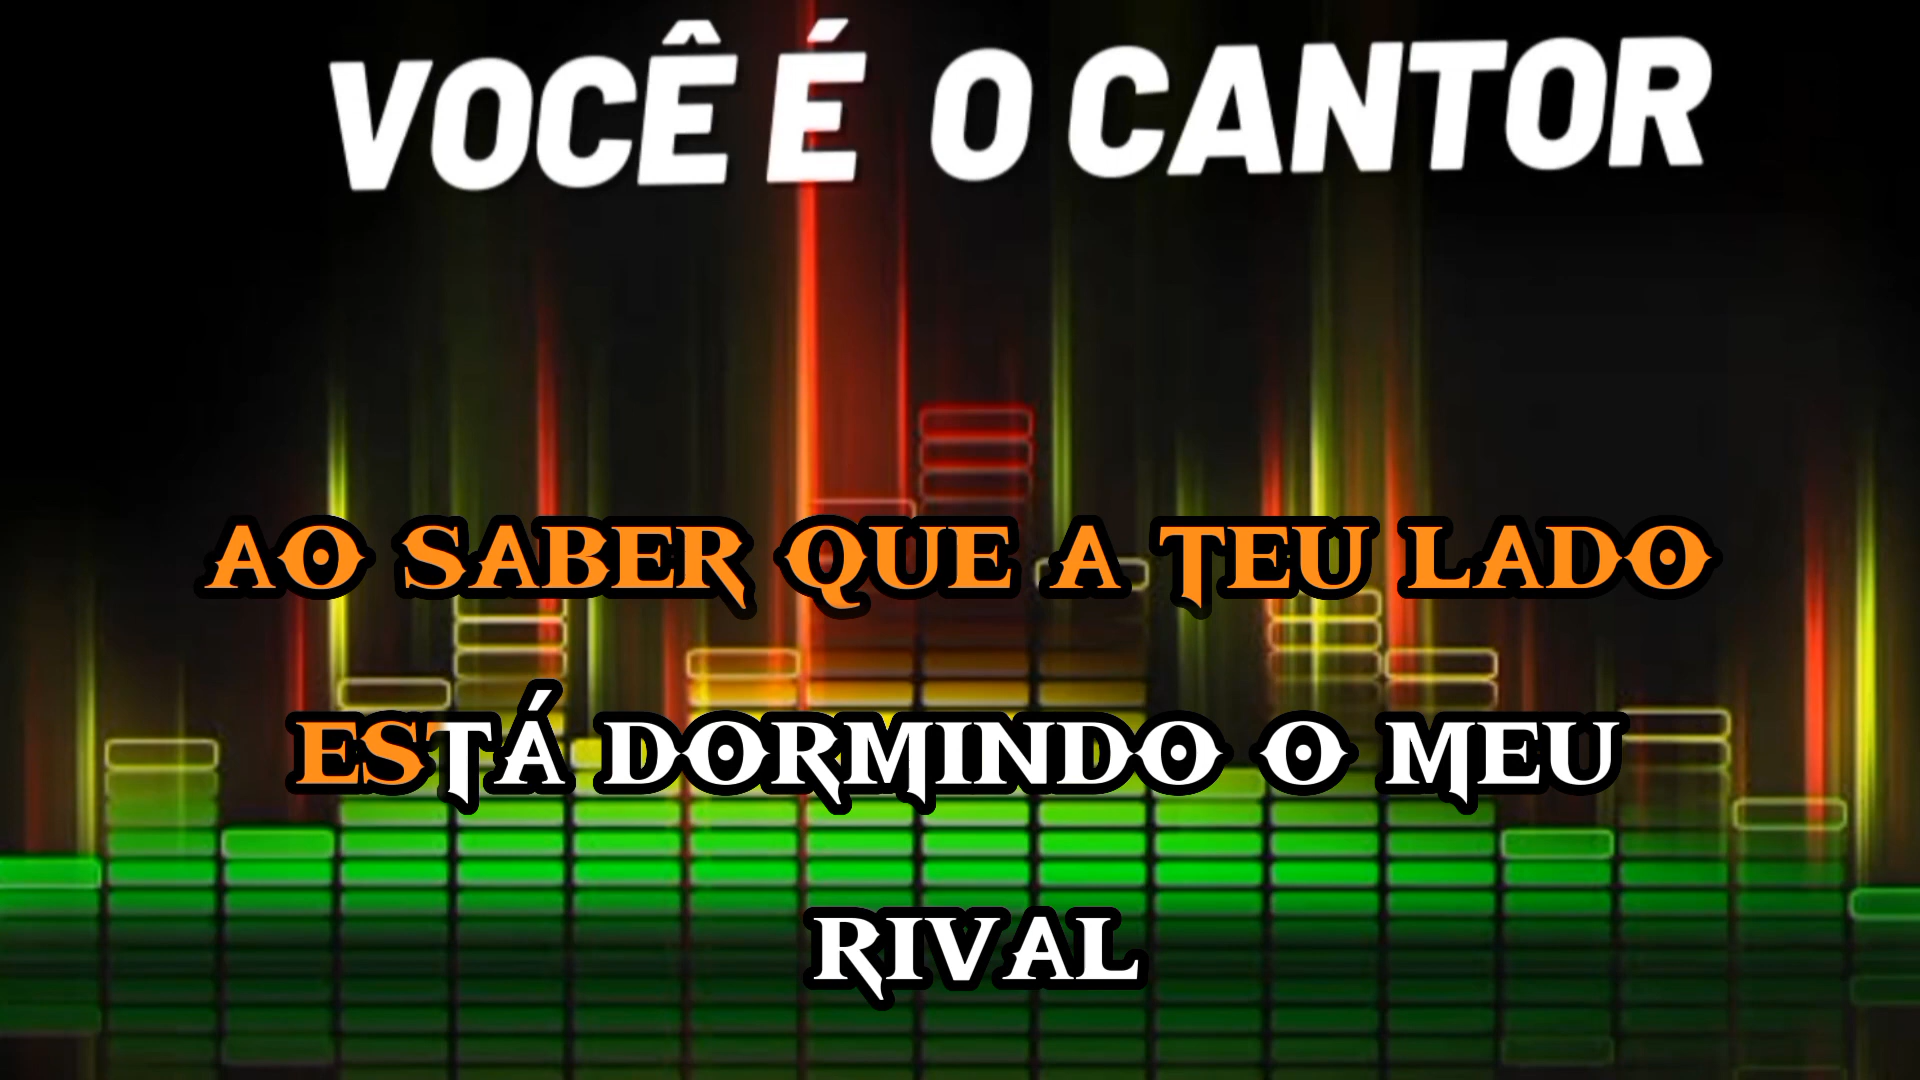 VOCÊ É O CANTOR
AO SABER QUE A TEU LADO
ESTÁ DORMINDO O MEU
RIVAL